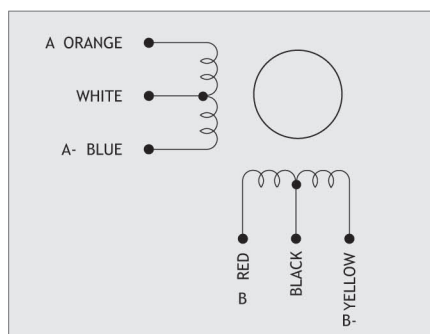 A ORANGE
WHITE
A- BLUE
B RED
BLACK
B- YELLOW